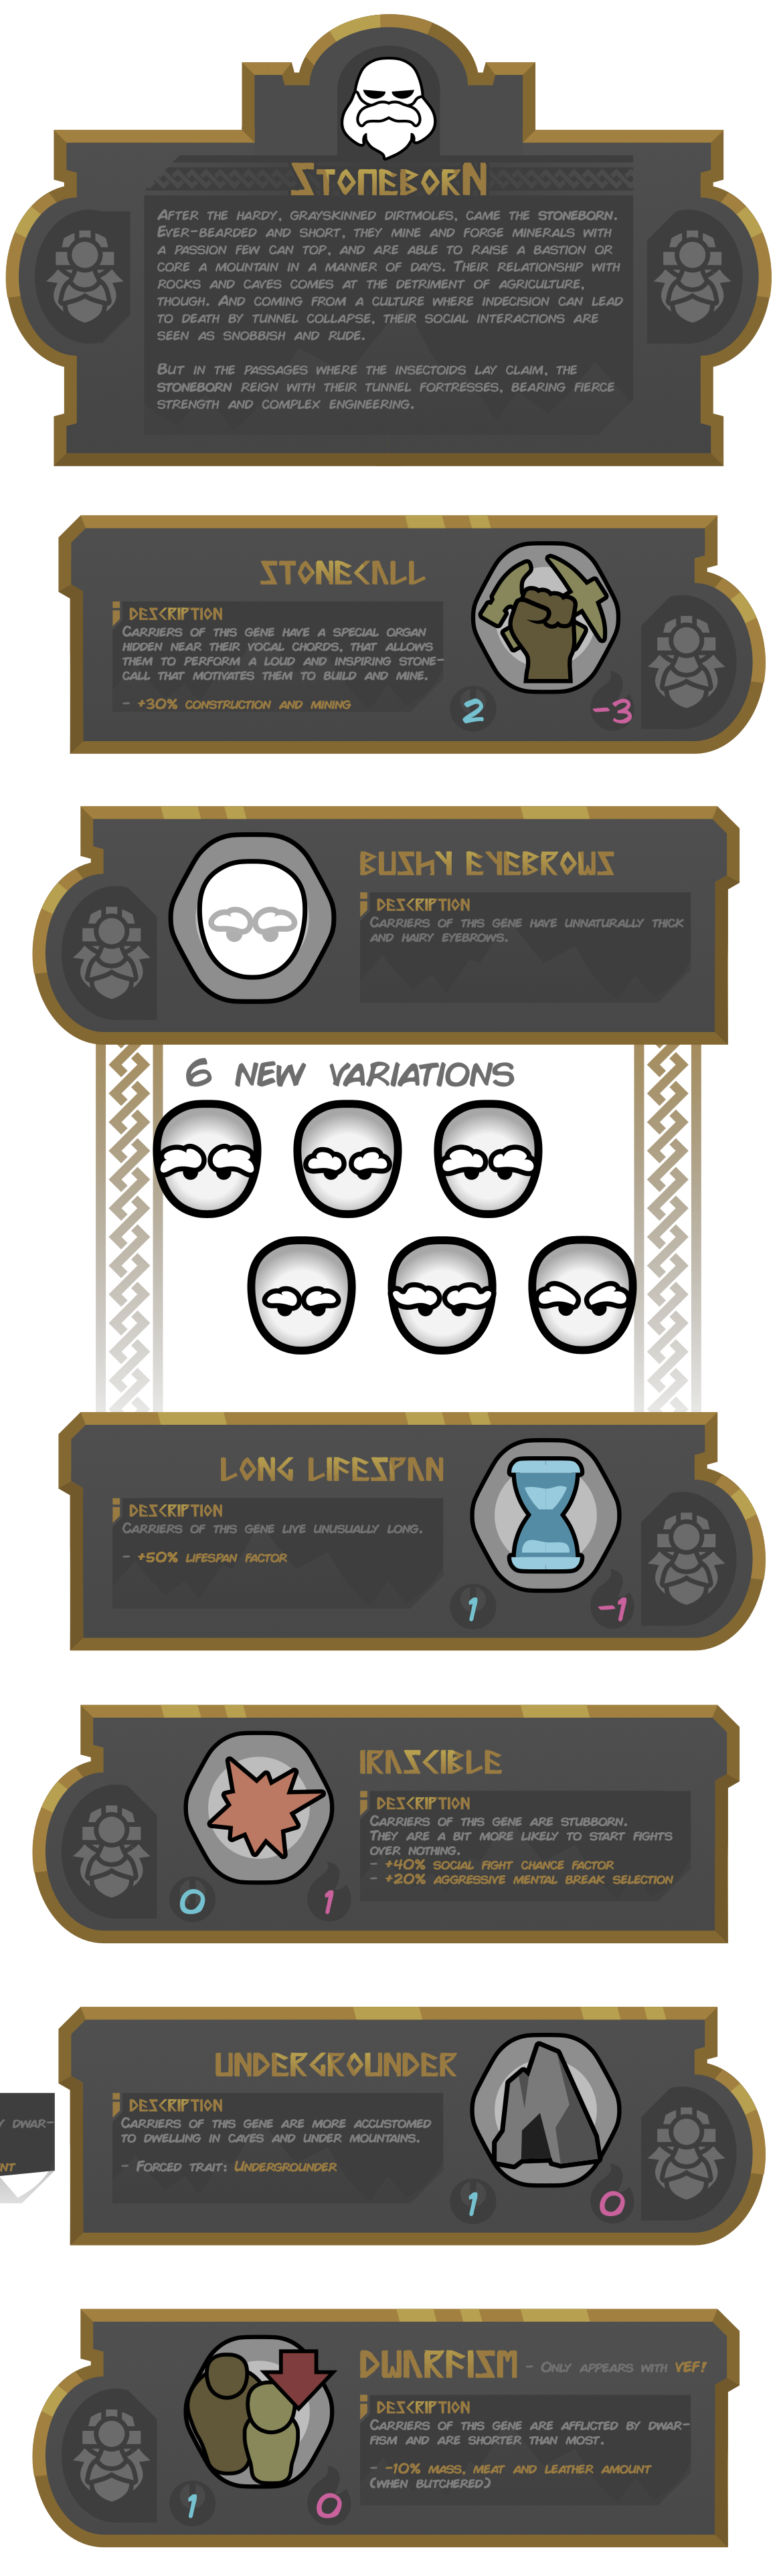 Stoneborn
After the hardy, grayskinned dirtmoles, came the stoneborn.
Ever-bearded and short, they mine and forge minerals with
a passion few can top, and are able to raise a bastion or
core a mountain in a manner of days. Their relationship with
rocks and caves comes at the detriment of agriculture,
though. And coming from a culture where indecision can lead
to death by tunnel collapse, their social interactions are
seen as snobbish and rude.
But in the passages where the insectoids lay claim, the
stoneborn reign with their tunnel fortresses, bearing fierce
strength and complex engineering.
Stonecall
Description
Carriers of this gene have a special organ
hidden near their vocal chords, that allows
them to perform a loud and inspiring stone-
call that motivates them to build and mine.
- +30% construction and mining
2
-3
Bushy Eyebrows
Description
Carriers of this gene have unnaturally thick
and hairy eyebrows.
6 new variations
Long Lifespan
Description
Carriers of this gene live unusually long.
- +50% lifespan factor
1
-1
Irascible
Description
Carriers of this gene are stubborn.
They are a bit more likely to start fights
over nothing.
- +40% social fight chance factor
- +20% aggressive mental break selection
0
1
Undergrounder
Description
Carriers of this gene are more accustomed
to dwelling in caves and under mountains.
- Forced trait: Undergrounder
1
0
y dwar-
nt
Dwarfism - Only appears with VEF!
Description
Carriers of this gene are afflicted by dwar-
fism and are shorter than most.
- -10% mass, meat and leather amount
(when butchered)
1
0